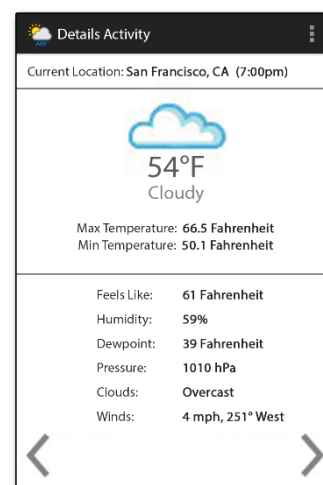 Details Activity
Current Location: San Francisco, CA (7:00pm)
54°F
Cloudy
Max Temperature: 66.5 Fahrenheit
Min Temperature: 50.1 Fahrenheit
Feels Like: 61 Fahrenheit
Humidity: 59%
Dewpoint: 39 Fahrenheit
Pressure: 1010 hPa
Clouds: Overcast
Winds: 4 mph, 251° West